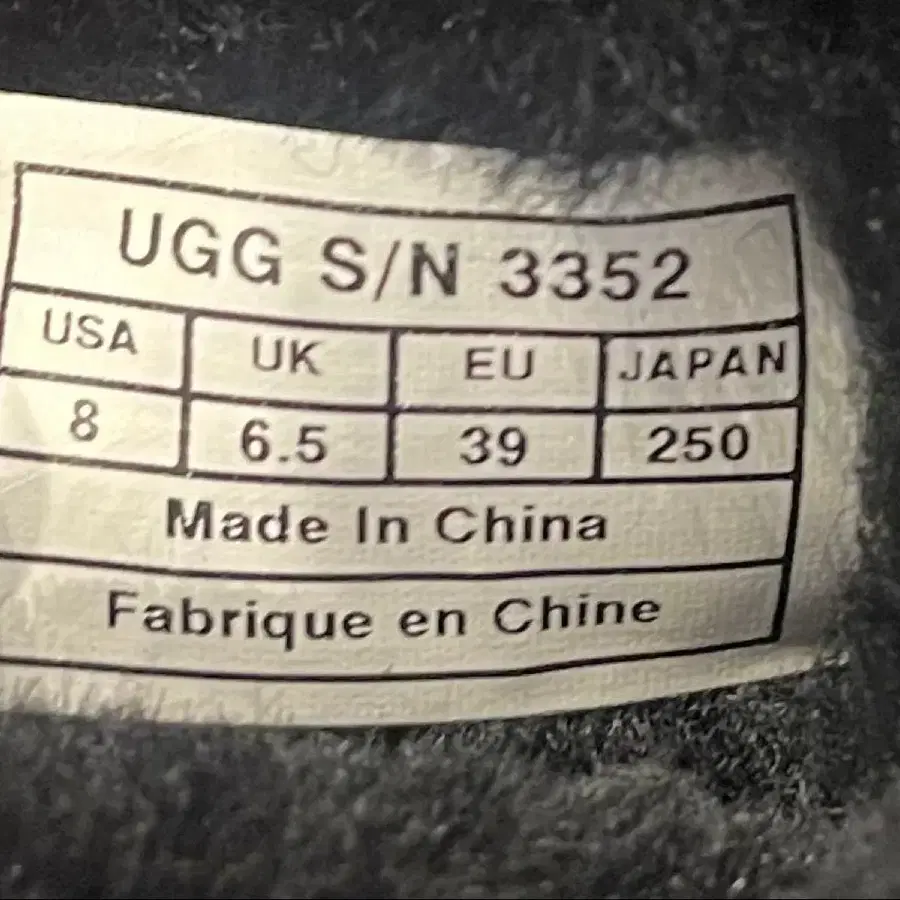 UGG S/N 3352
USA UK EU JAPAN
8 6.5 39 250
Made In China
Fabrique en Chine